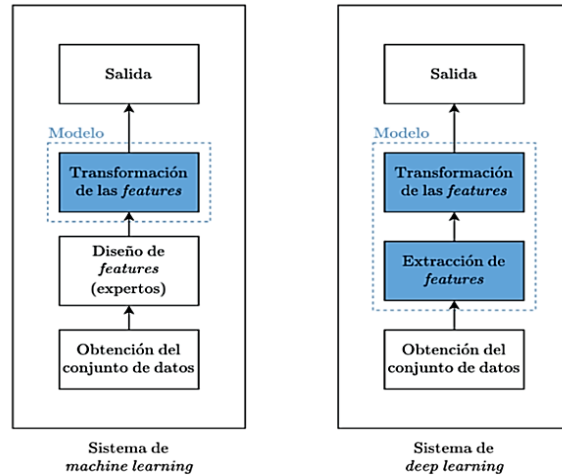 Salida
Modelo
Transformación
de las features
Diseño de
features
(expertos)
Obtención del
conjunto de datos
Sistema de
machine learning
Salida
Modelo
Transformación
de las features
Extracción de
features
Obtención del
conjunto de datos
Sistema de
deep learning